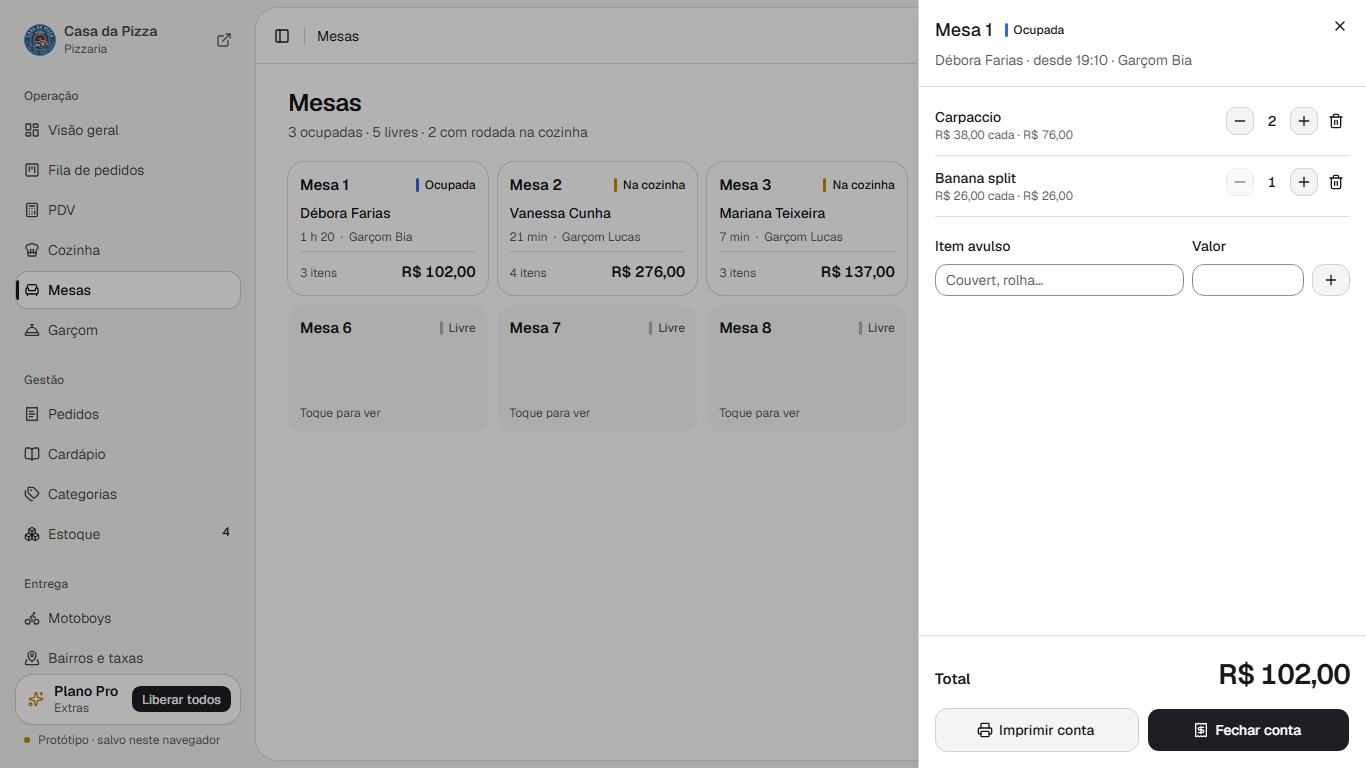 Casa da Pizza
Pizzaria
Operação
Visão geral
Fila de pedidos
PDV
Cozinha
Mesas
Garçom
Gestão
Pedidos
Cardápio
Categorias
Estoque 4
Entrega
Motoboys
Bairros e taxas
Plano Pro
Extras
Liberar todos
Protótipo · salvo neste navegador
Mesas
Mesas
3 ocupadas · 5 livres · 2 com rodada na cozinha
Mesa 1 Ocupada
Débora Farias
1 h 20 · Garçom Bia
3 itens R$ 102,00
Mesa 2 Na cozinha
Vanessa Cunha
21 min · Garçom Lucas
4 itens R$ 276,00
Mesa 3 Na cozinha
Mariana Teixeira
7 min · Garçom Lucas
3 itens R$ 137,00
Mesa 6 Livre
Toque para ver
Mesa 7 Livre
Toque para ver
Mesa 8 Livre
Toque para ver
Mesa 1 Ocupada
Débora Farias · desde 19:10 · Garçom Bia
Carpaccio
R$ 38,00 cada · R$ 76,00
2
Banana split
R$ 26,00 cada · R$ 26,00
1
Item avulso Valor
Couvert, rolha…
Total R$ 102,00
Imprimir conta
Fechar conta